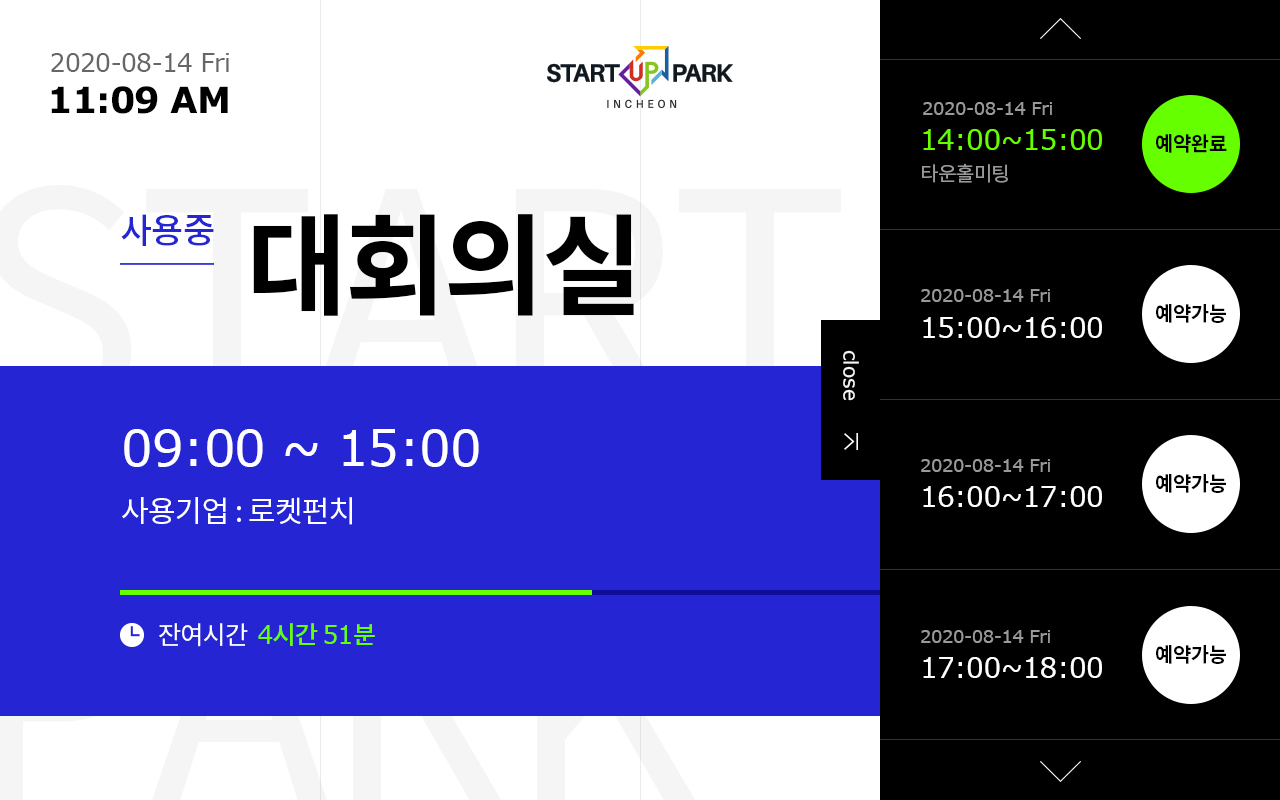 2020-08-14 Fri
11:09 AM
START UP PARK
INCHEON
START
사용중
대회의실
09:00 ~ 15:00
사용기업 : 로켓펀치
잔여시간 4시간 51분
PARK
close
2020-08-14 Fri
14:00~15:00
타운홀미팅
예약완료
2020-08-14 Fri
15:00~16:00
예약가능
2020-08-14 Fri
16:00~17:00
예약가능
2020-08-14 Fri
17:00~18:00
예약가능